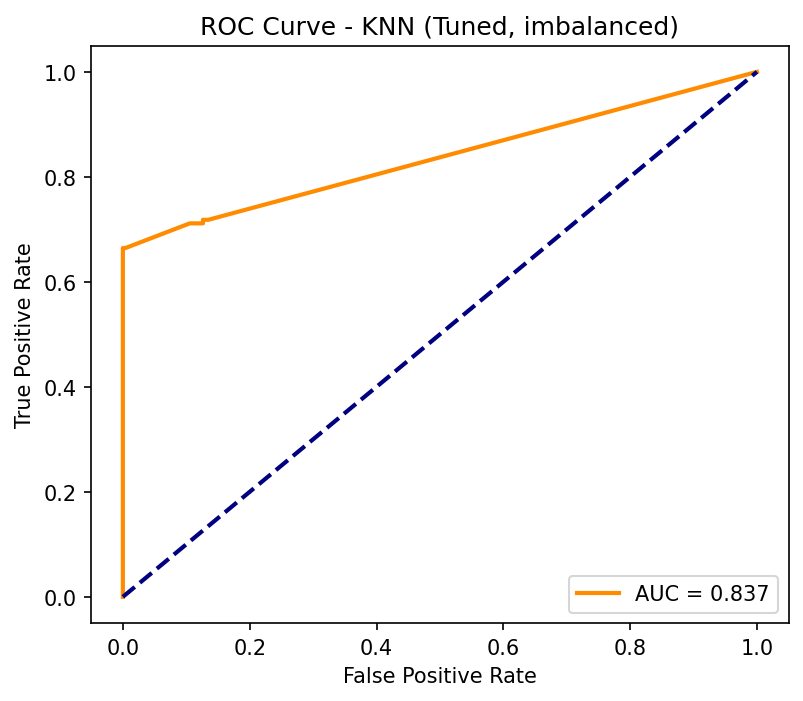 ROC Curve - KNN (Tuned, imbalanced)
True Positive Rate
1.0
0.8
0.6
0.4
0.2
0.0
AUC = 0.837
0.0 0.2 0.4 0.6 0.8 1.0
False Positive Rate